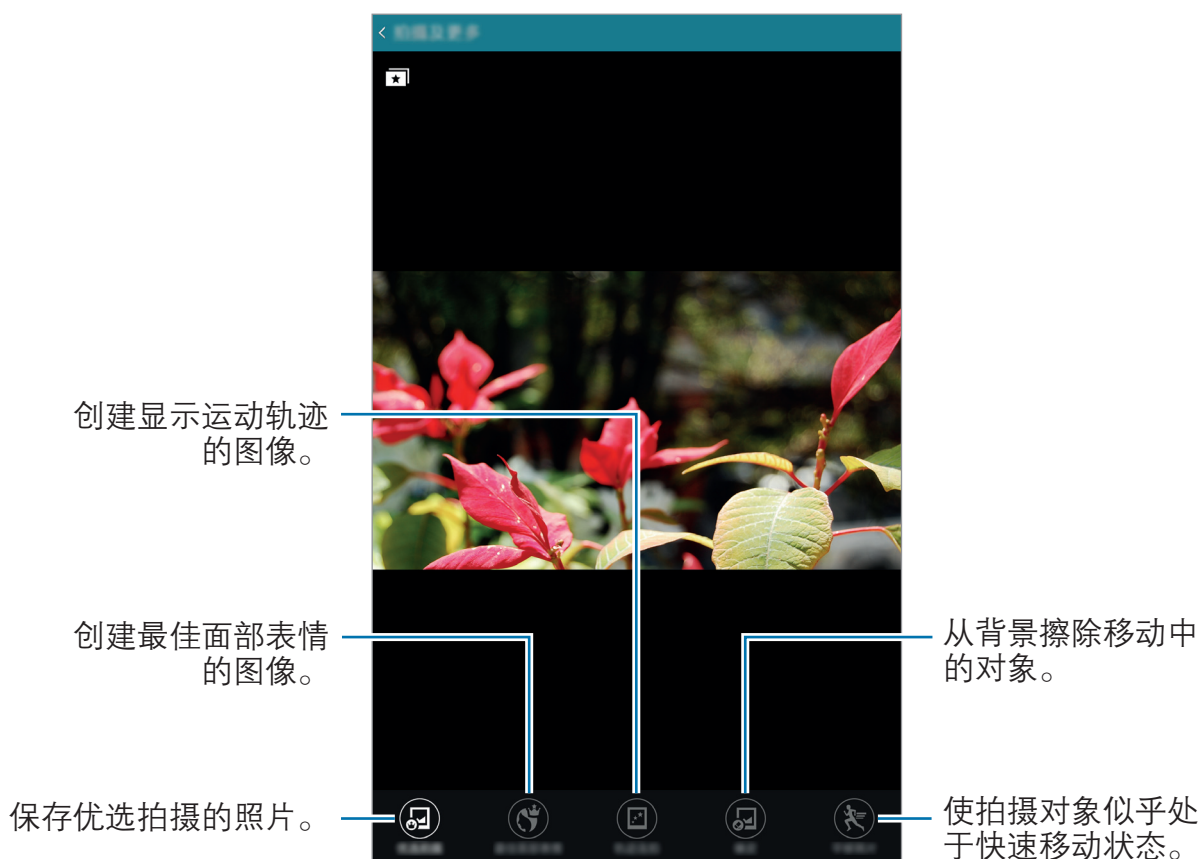 创建显示运动轨迹
的图像。
创建最佳面部表情
的图像。
保存优选拍摄的照片。
从背景擦除移动中
的对象。
使拍摄对象似乎处
于快速移动状态。